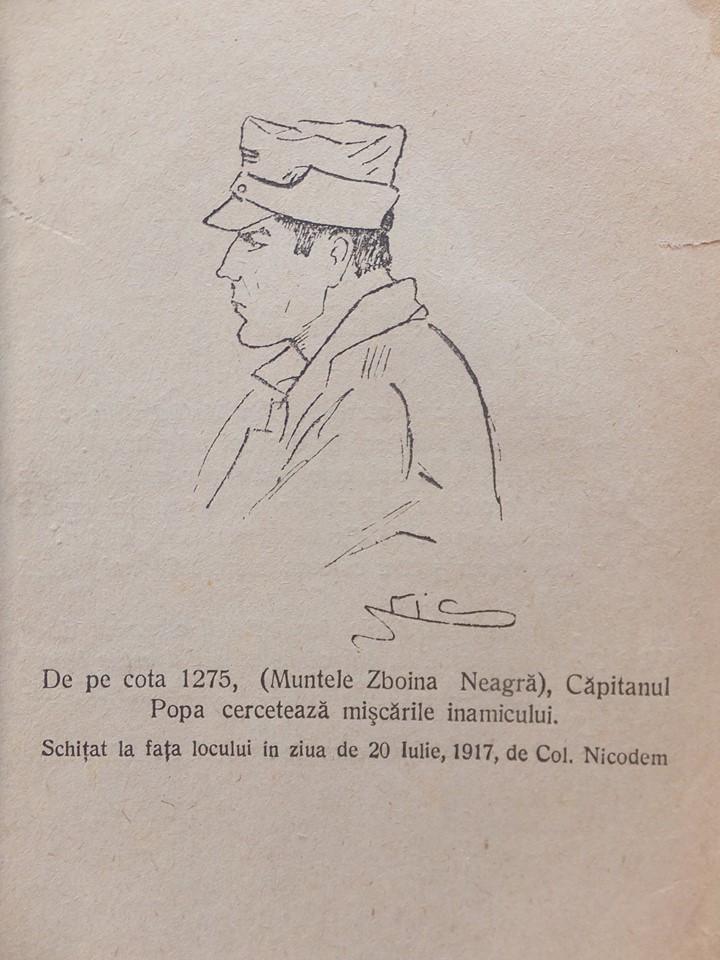 De pe cota 1275, (Muntele Zboina Neagră), Căpitanul
Popa cercetează mişcările inamicului.
Schiţat la faţa locului in ziua de 20 Iulie, 1917, de Col. Nicodem